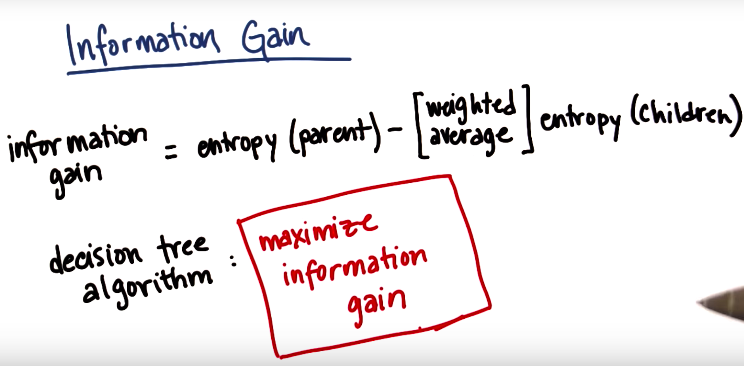 Information Gain
information gain = entropy (parent) - [weighted average] entropy (children)
decision tree algorithm : maximize information gain